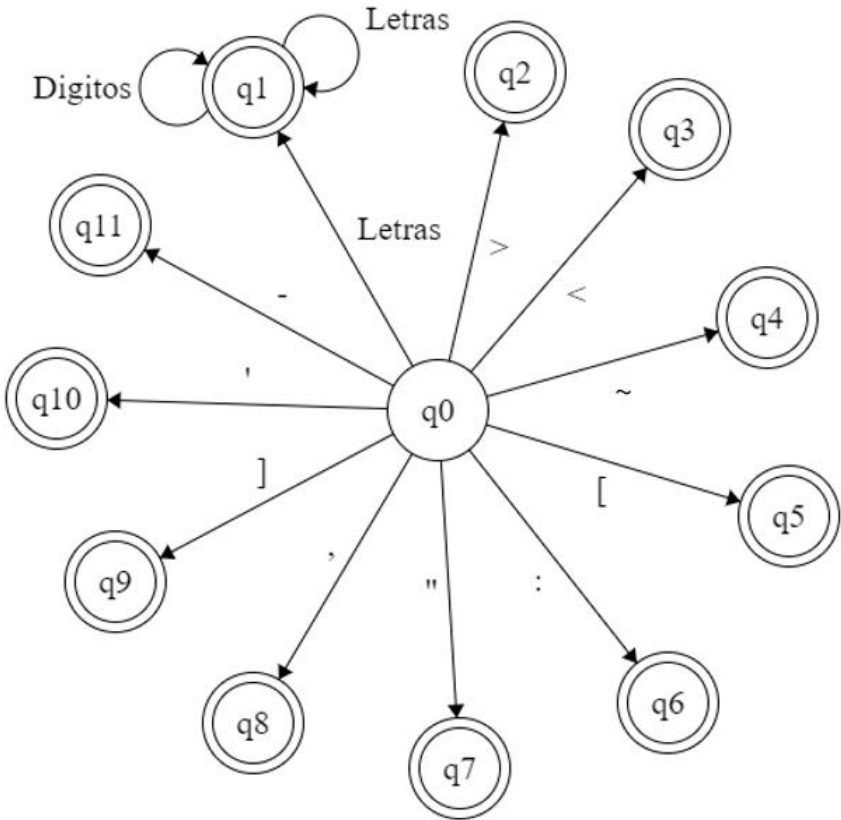 Letras
Digitos
q1
q2
q3
q11
Letras
>
<
-
q4
'
~
q10
q0
]
[
q5
,
"
:
q9
q6
q8
q7